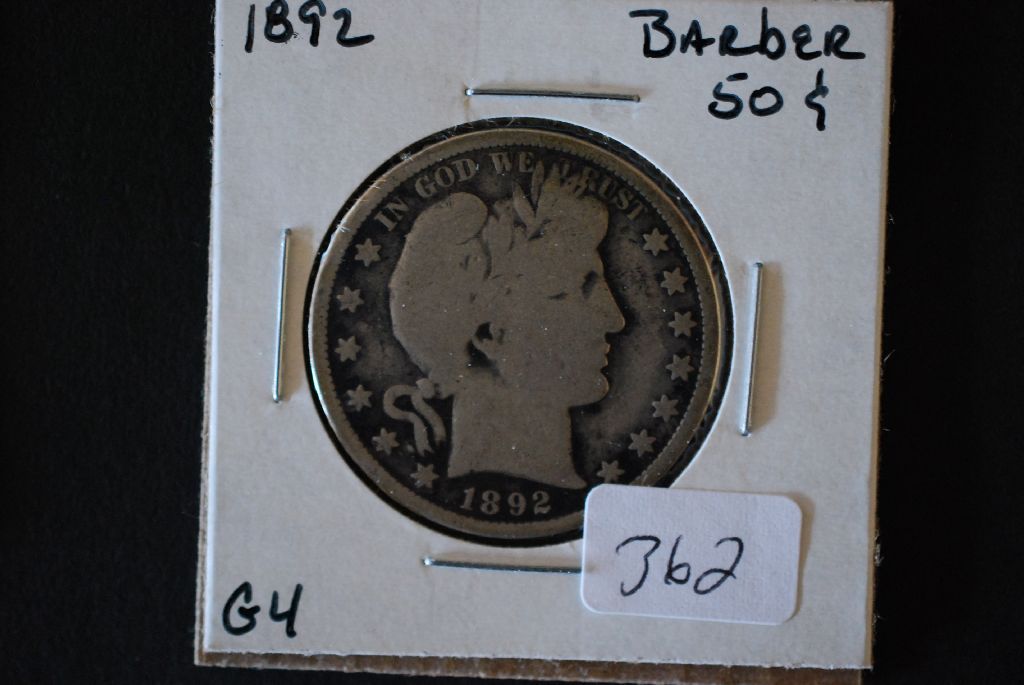 1892
BARbER
50 ¢
IN GOD WE TRUST
1892
362
G4